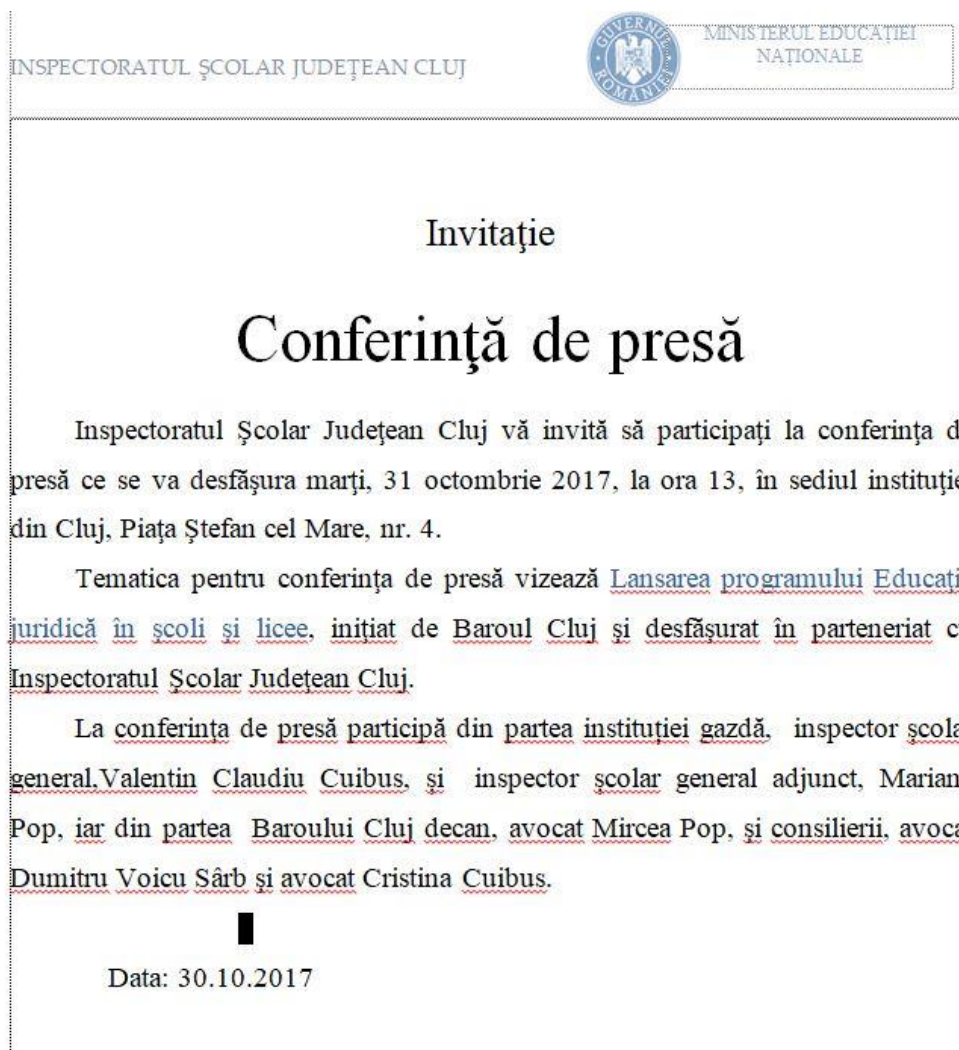 INSPECTORATUL ŞCOLAR JUDEŢEAN CLUJ
GUVERNUL ROMÂNIEI
MINISTERUL EDUCAȚIEI
NAȚIONALE
Invitaţie
Conferinţă de presă
Inspectoratul Şcolar Judeţean Cluj vă invită să participaţi la conferinţa d
presă ce se va desfăşura marţi, 31 octombrie 2017, la ora 13, în sediul instituţie
din Cluj, Piaţa Ştefan cel Mare, nr. 4.
Tematica pentru conferinţa de presă vizează Lansarea programului Educaţi
juridică în şcoli şi licee, iniţiat de Baroul Cluj şi desfăşurat în parteneriat c
Inspectoratul Şcolar Judeţean Cluj.
La conferinţa de presă participă din partea instituţiei gazdă, inspector şcola
general,Valentin Claudiu Cuibus, şi inspector şcolar general adjunct, Marian
Pop, iar din partea Baroului Cluj decan, avocat Mircea Pop, şi consilierii, avoca
Dumitru Voicu Sârb şi avocat Cristina Cuibus.
Data: 30.10.2017